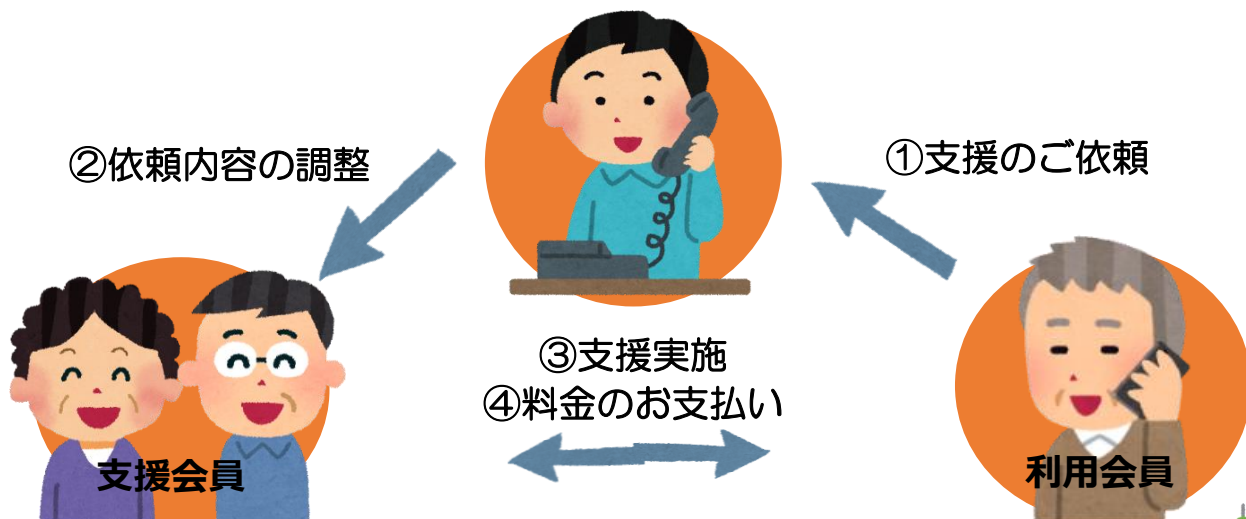 ①支援のご依頼
②依頼内容の調整
③支援実施
④料金のお支払い
支援会員
利用会員